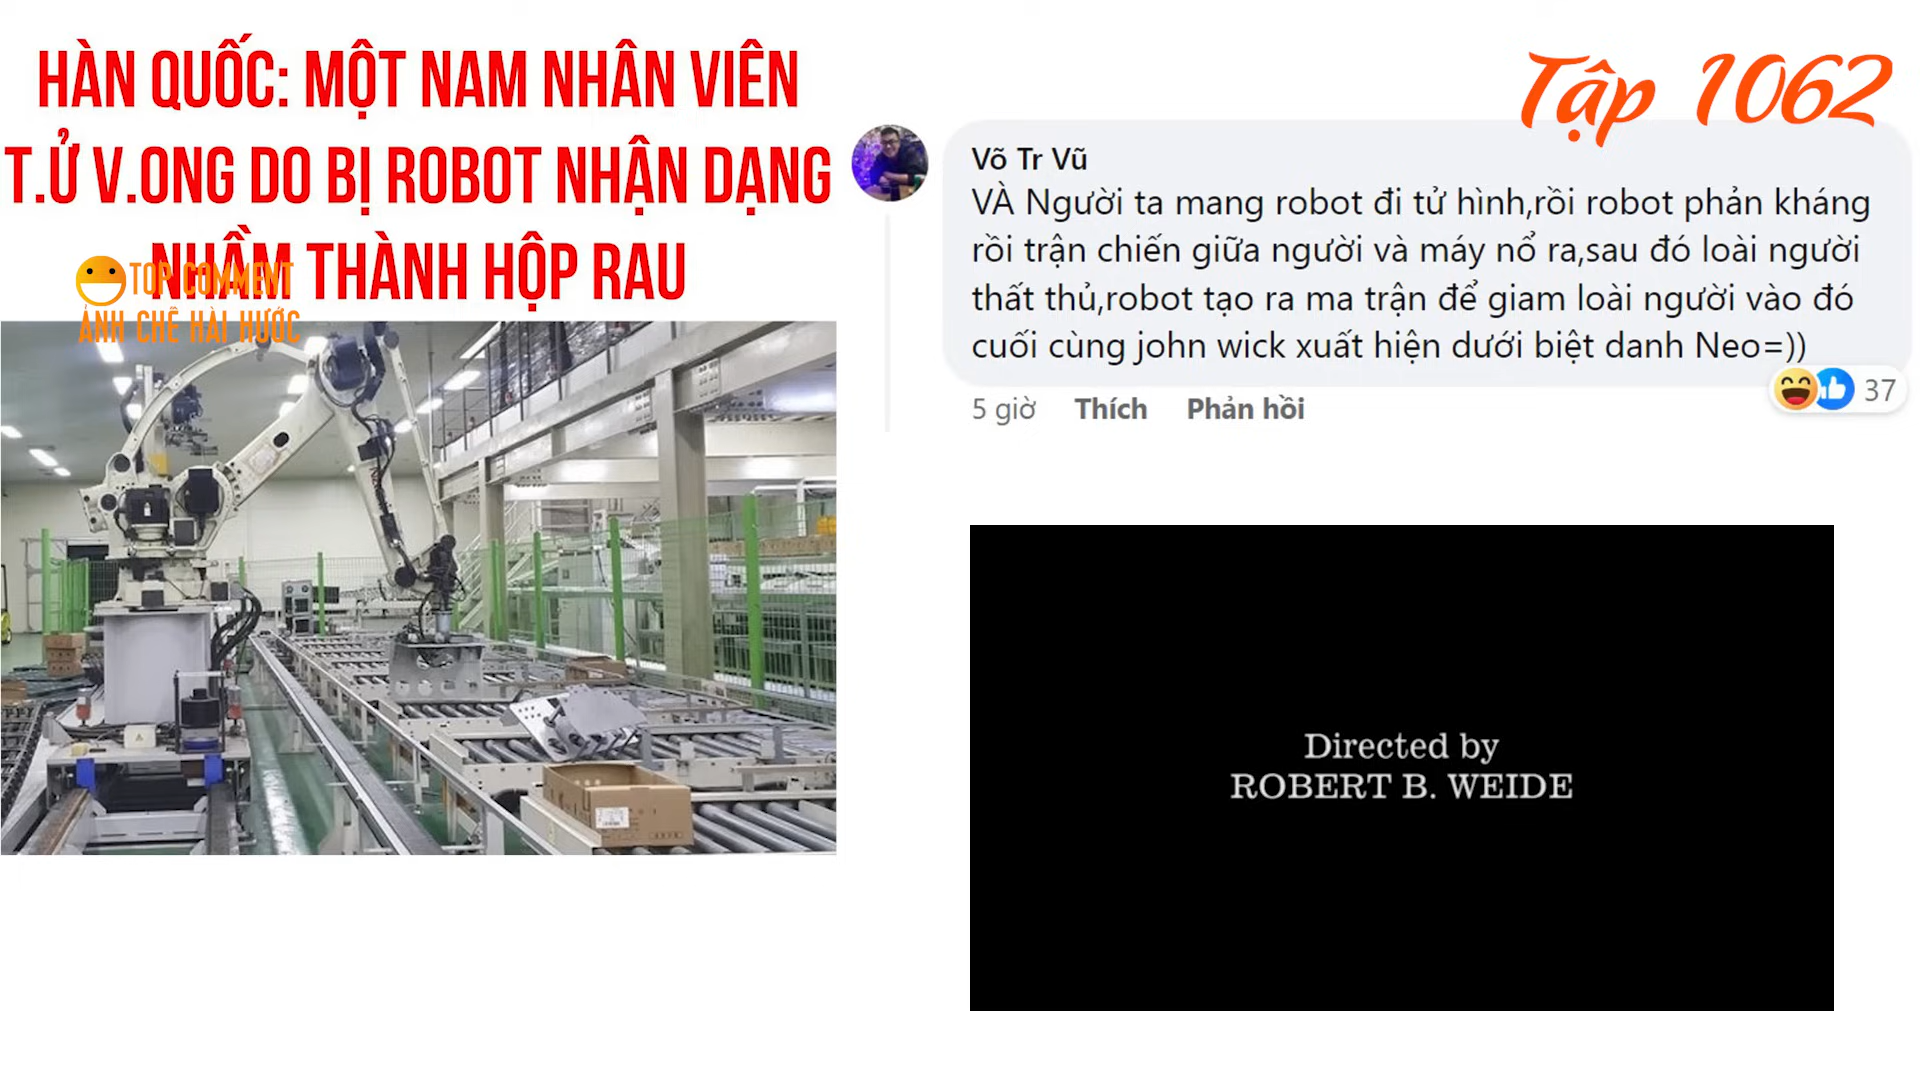 HÀN QUỐC: MỘT NAM NHÂN VIÊN
T.Ử V.ONG DO BỊ ROBOT NHẬN DẠNG
NHẦM THÀNH HỘP RAU
TOP COMMENT
ẢNH CHẾ HÀI HƯỚC
Tập 1062
Võ Tr Vũ
VÀ Người ta mang robot đi tử hình,rồi robot phản kháng
rồi trận chiến giữa người và máy nổ ra,sau đó loài người
thất thủ,robot tạo ra ma trận để giam loài người vào đó
cuối cùng john wick xuất hiện dưới biệt danh Neo=))
37
5 giờ Thích Phản hồi
Directed by
ROBERT B. WEIDE